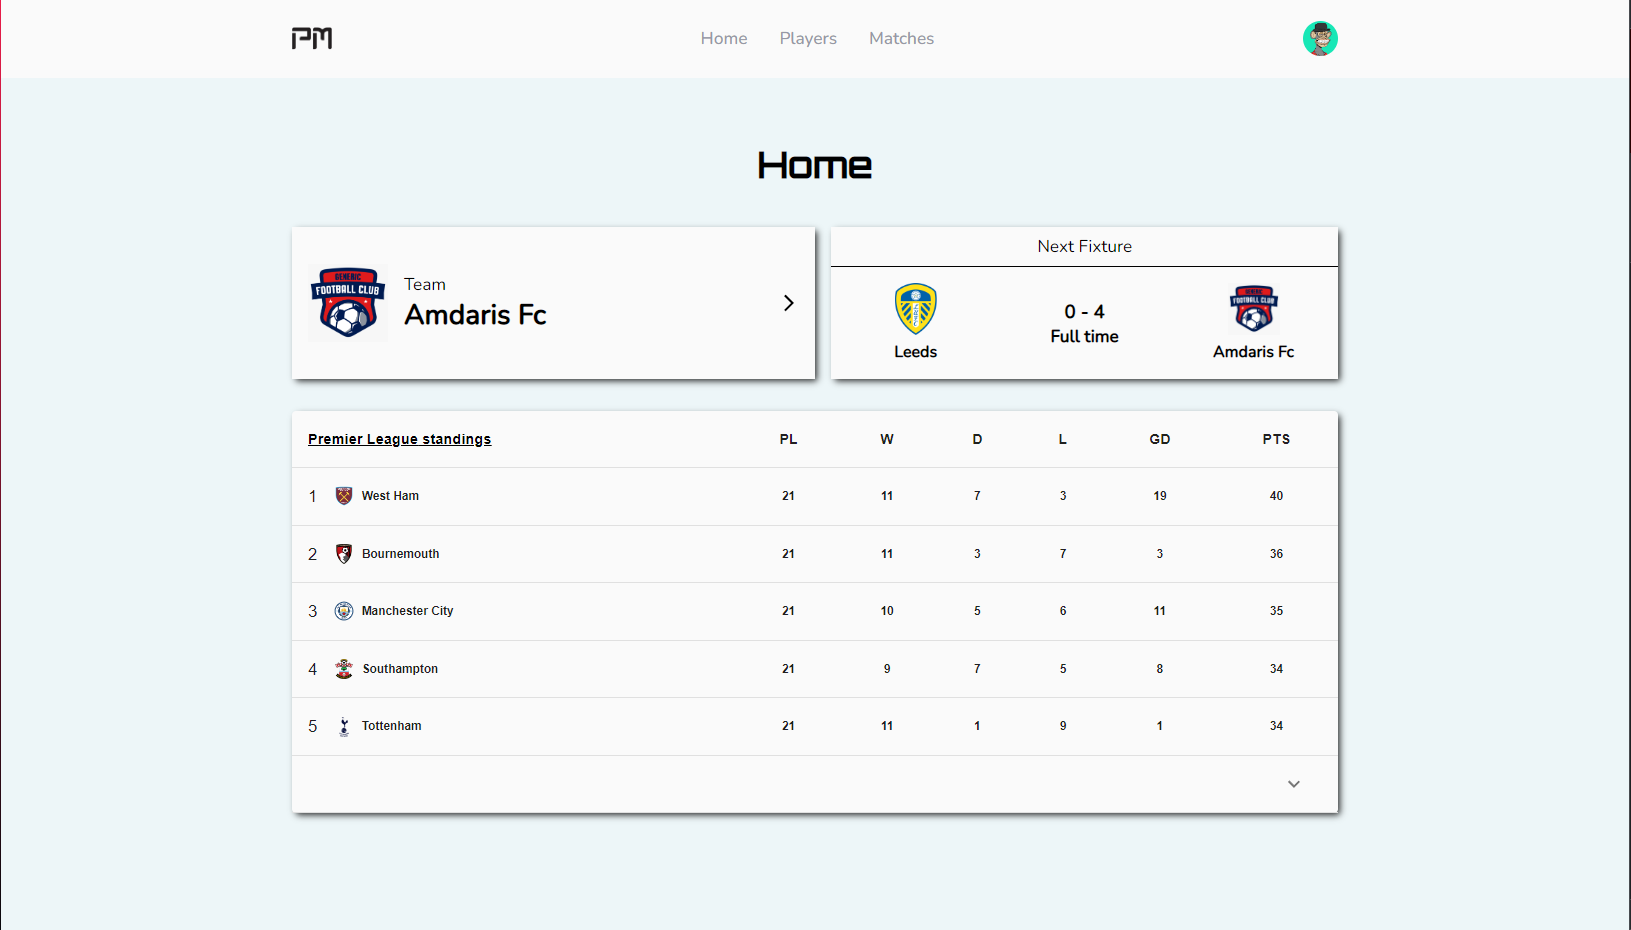 PM
Home Players Matches
Home
GENERIC
FOOTBALL CLUB
Team
Amdaris Fc
Next Fixture
Leeds
0 - 4
Full time
FOOTBALL CLUB
Amdaris Fc
Premier League standings PL W D L GD PTS
1 West Ham 21 11 7 3 19 40
2 Bournemouth 21 11 3 7 3 36
3 Manchester City 21 10 5 6 11 35
4 Southampton 21 9 7 5 8 34
5 Tottenham 21 11 1 9 1 34